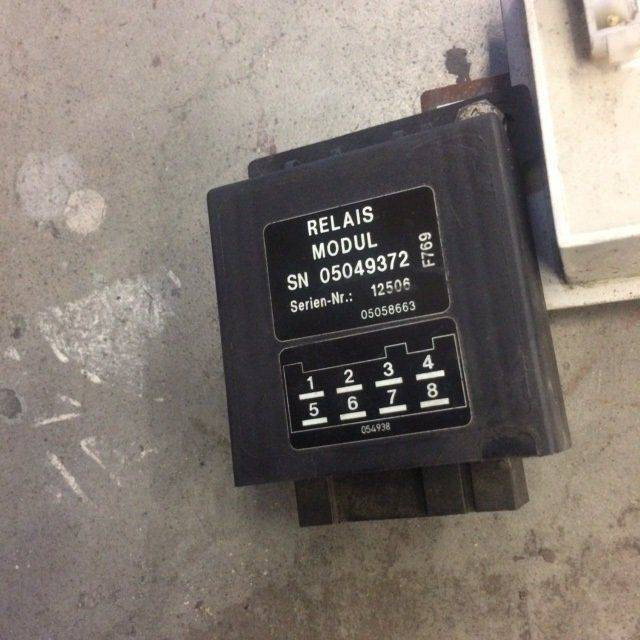 RELAIS
MODUL
SN 05049372
F769
Serien-Nr.: 12506
05058663
1 2 3 4
5 6 7 8
054938